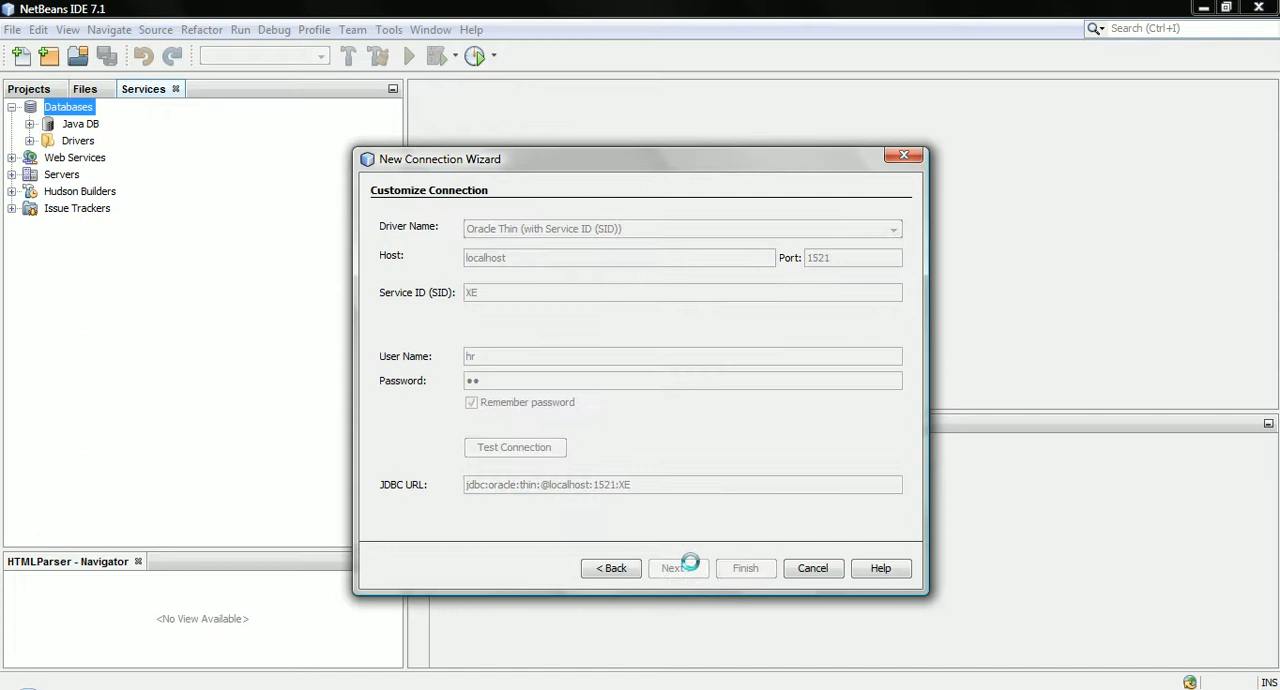 NetBeans IDE 7.1
File Edit View Navigate Source Refactor Run Debug Profile Team Tools Window Help
Search (Ctrl+I)
Projects Files Services
Databases
Java DB
Drivers
Web Services
Servers
Hudson Builders
Issue Trackers
New Connection Wizard
Customize Connection
Driver Name: Oracle Thin (with Service ID (SID))
Host: localhost Port: 1521
Service ID (SID): XE
User Name: hr
Password: ●●
Remember password
Test Connection
JDBC URL: jdbc:oracle:thin:@localhost:1521:XE
< Back Next Finish Cancel Help
HTMLParser - Navigator
<No View Available>
INS